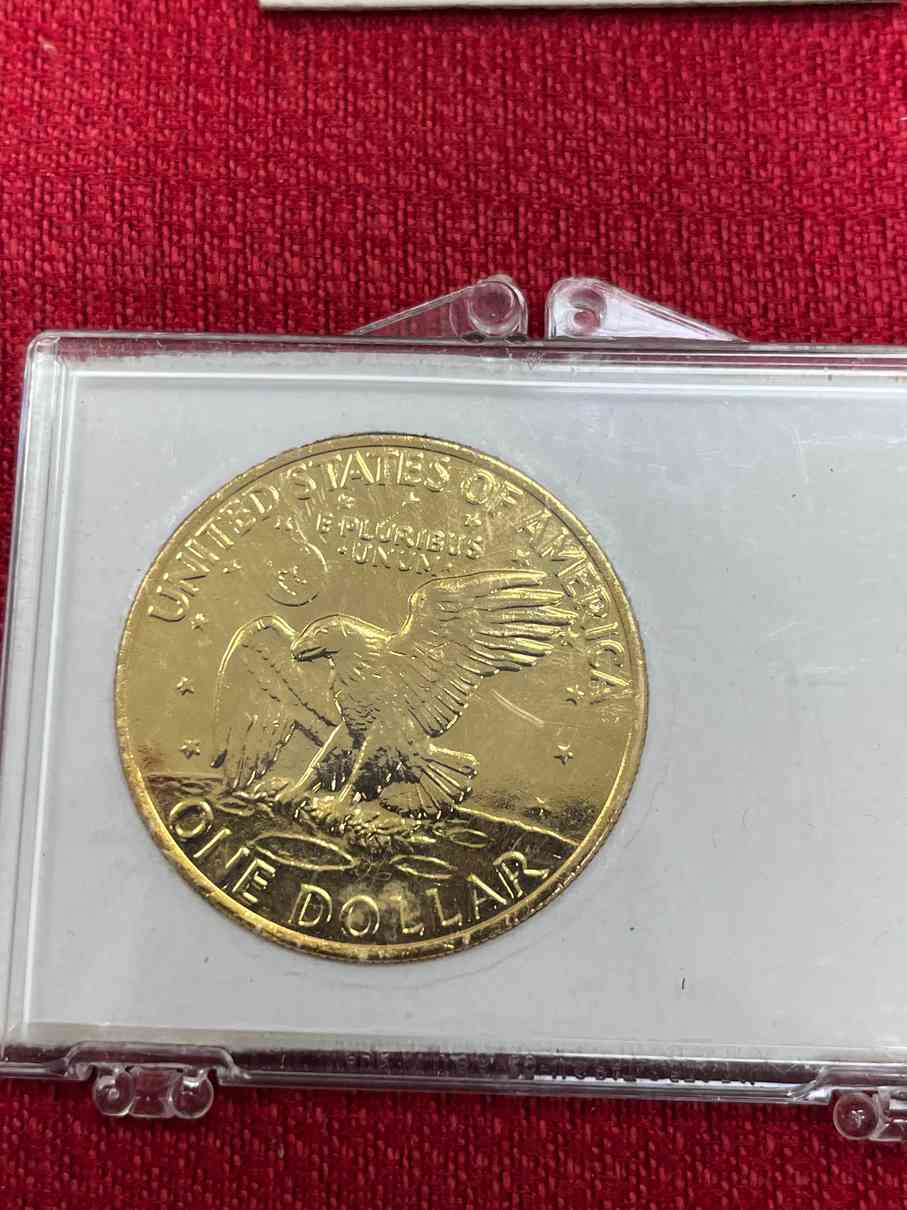 UNITED STATES OF AMERICA
E PLURIBUS
UNUM
ONE DOLLAR